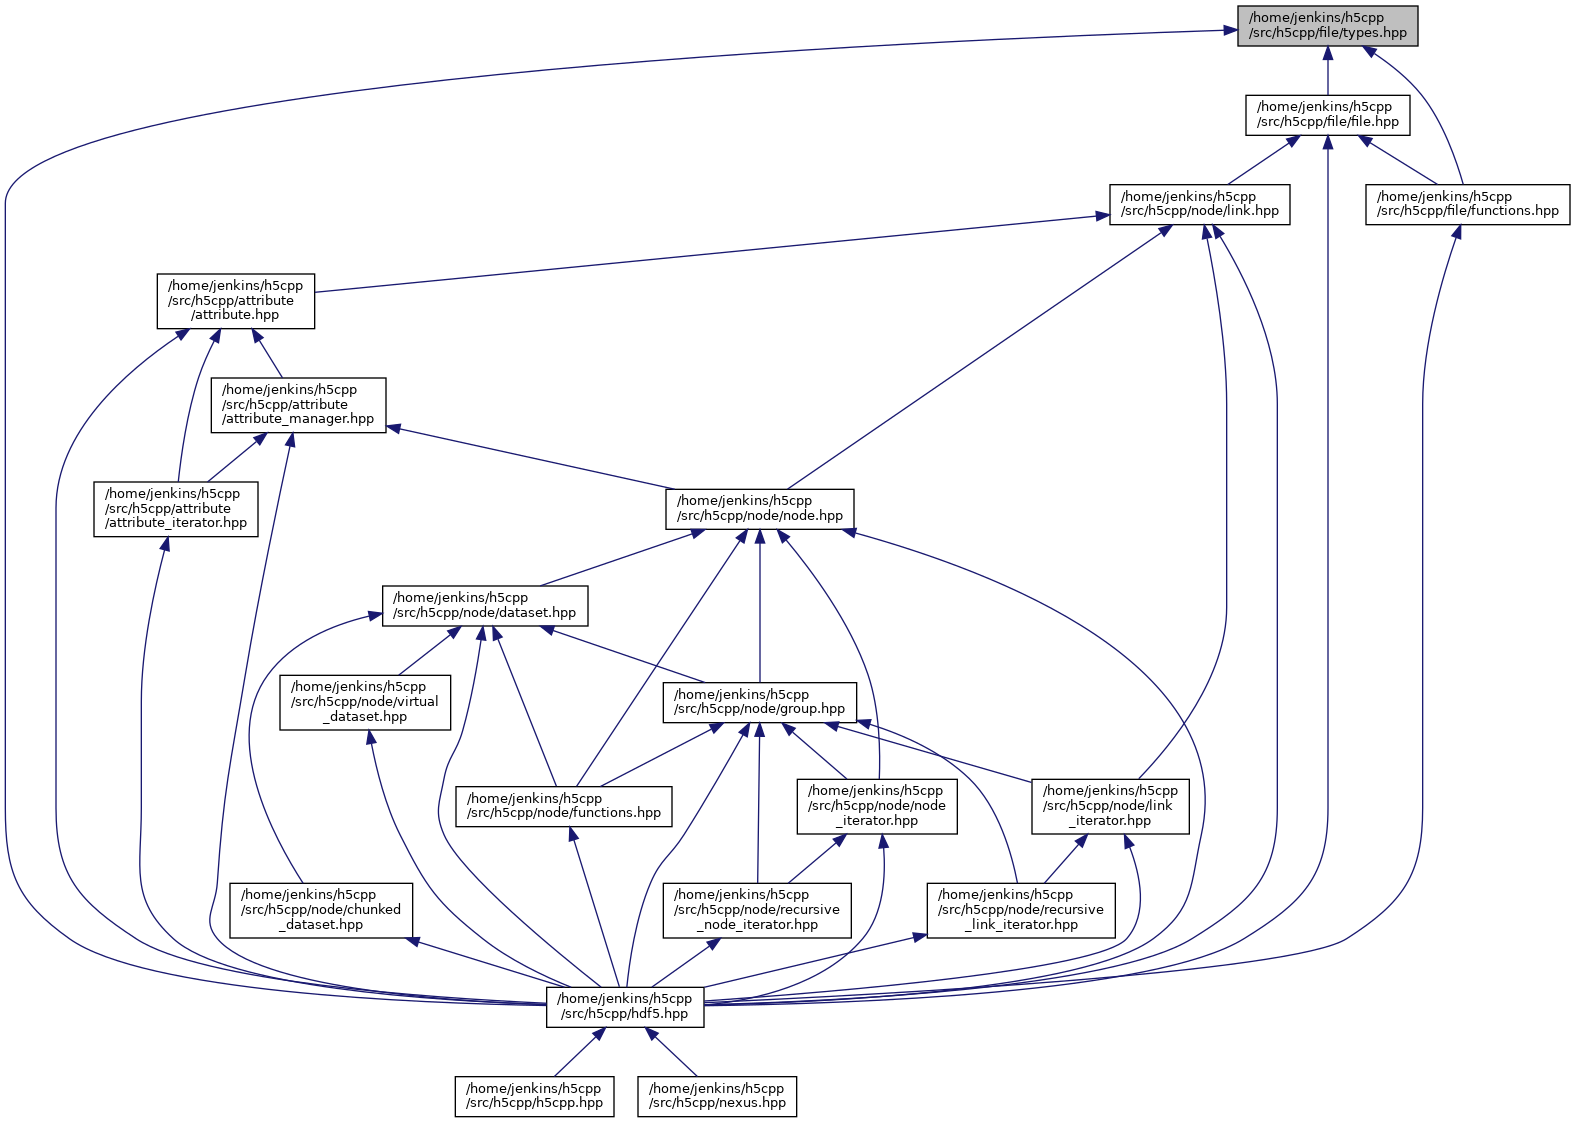 /home/jenkins/h5cpp
/src/h5cpp/file/types.hpp
/home/jenkins/h5cpp
/src/h5cpp/file/file.hpp
/home/jenkins/h5cpp
/src/h5cpp/node/link.hpp
/home/jenkins/h5cpp
/src/h5cpp/file/functions.hpp
/home/jenkins/h5cpp
/src/h5cpp/attribute
/attribute.hpp
/home/jenkins/h5cpp
/src/h5cpp/attribute
/attribute_manager.hpp
/home/jenkins/h5cpp
/src/h5cpp/attribute
/attribute_iterator.hpp
/home/jenkins/h5cpp
/src/h5cpp/node/node.hpp
/home/jenkins/h5cpp
/src/h5cpp/node/dataset.hpp
/home/jenkins/h5cpp
/src/h5cpp/node/virtual
_dataset.hpp
/home/jenkins/h5cpp
/src/h5cpp/node/group.hpp
/home/jenkins/h5cpp
/src/h5cpp/node/functions.hpp
/home/jenkins/h5cpp
/src/h5cpp/node/node
_iterator.hpp
/home/jenkins/h5cpp
/src/h5cpp/node/link
_iterator.hpp
/home/jenkins/h5cpp
/src/h5cpp/node/chunked
_dataset.hpp
/home/jenkins/h5cpp
/src/h5cpp/node/recursive
_node_iterator.hpp
/home/jenkins/h5cpp
/src/h5cpp/node/recursive
_link_iterator.hpp
/home/jenkins/h5cpp
/src/h5cpp/hdf5.hpp
/home/jenkins/h5cpp
/src/h5cpp/h5cpp.hpp
/home/jenkins/h5cpp
/src/h5cpp/nexus.hpp